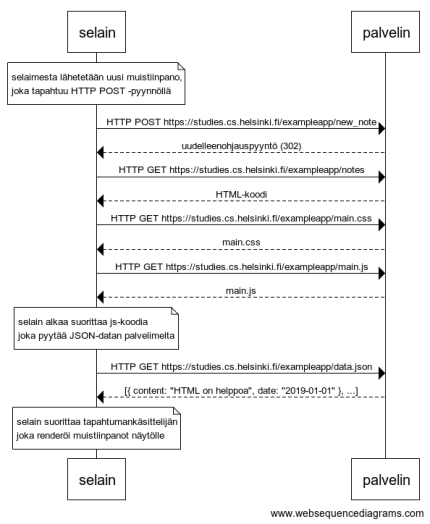 selain
palvelin
selaimesta lähetetään uusi muistiinpano,
joka tapahtuu HTTP POST -pyynnöllä
HTTP POST https://studies.cs.helsinki.fi/exampleapp/new_note
uudelleenohjauspyyntö (302)
HTTP GET https://studies.cs.helsinki.fi/exampleapp/notes
HTML-koodi
HTTP GET https://studies.cs.helsinki.fi/exampleapp/main.css
main.css
HTTP GET https://studies.cs.helsinki.fi/exampleapp/main.js
main.js
selain alkaa suorittaa js-koodia
joka pyytää JSON-datan palvelimelta
HTTP GET https://studies.cs.helsinki.fi/exampleapp/data.json
[{ content: "HTML on helppoa", date: "2019-01-01" }, ...]
selain suorittaa tapahtumankäsittelijän
joka renderöi muistiinpanot näytölle
selain
palvelin
www.websequencediagrams.com